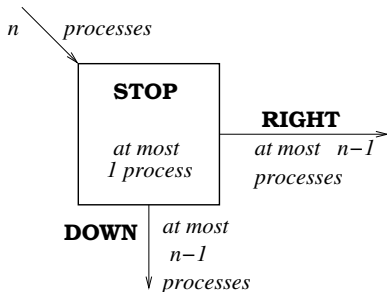 n processes
STOP
at most
1 process
RIGHT
at most n−1
processes
DOWN
at most
n−1
processes